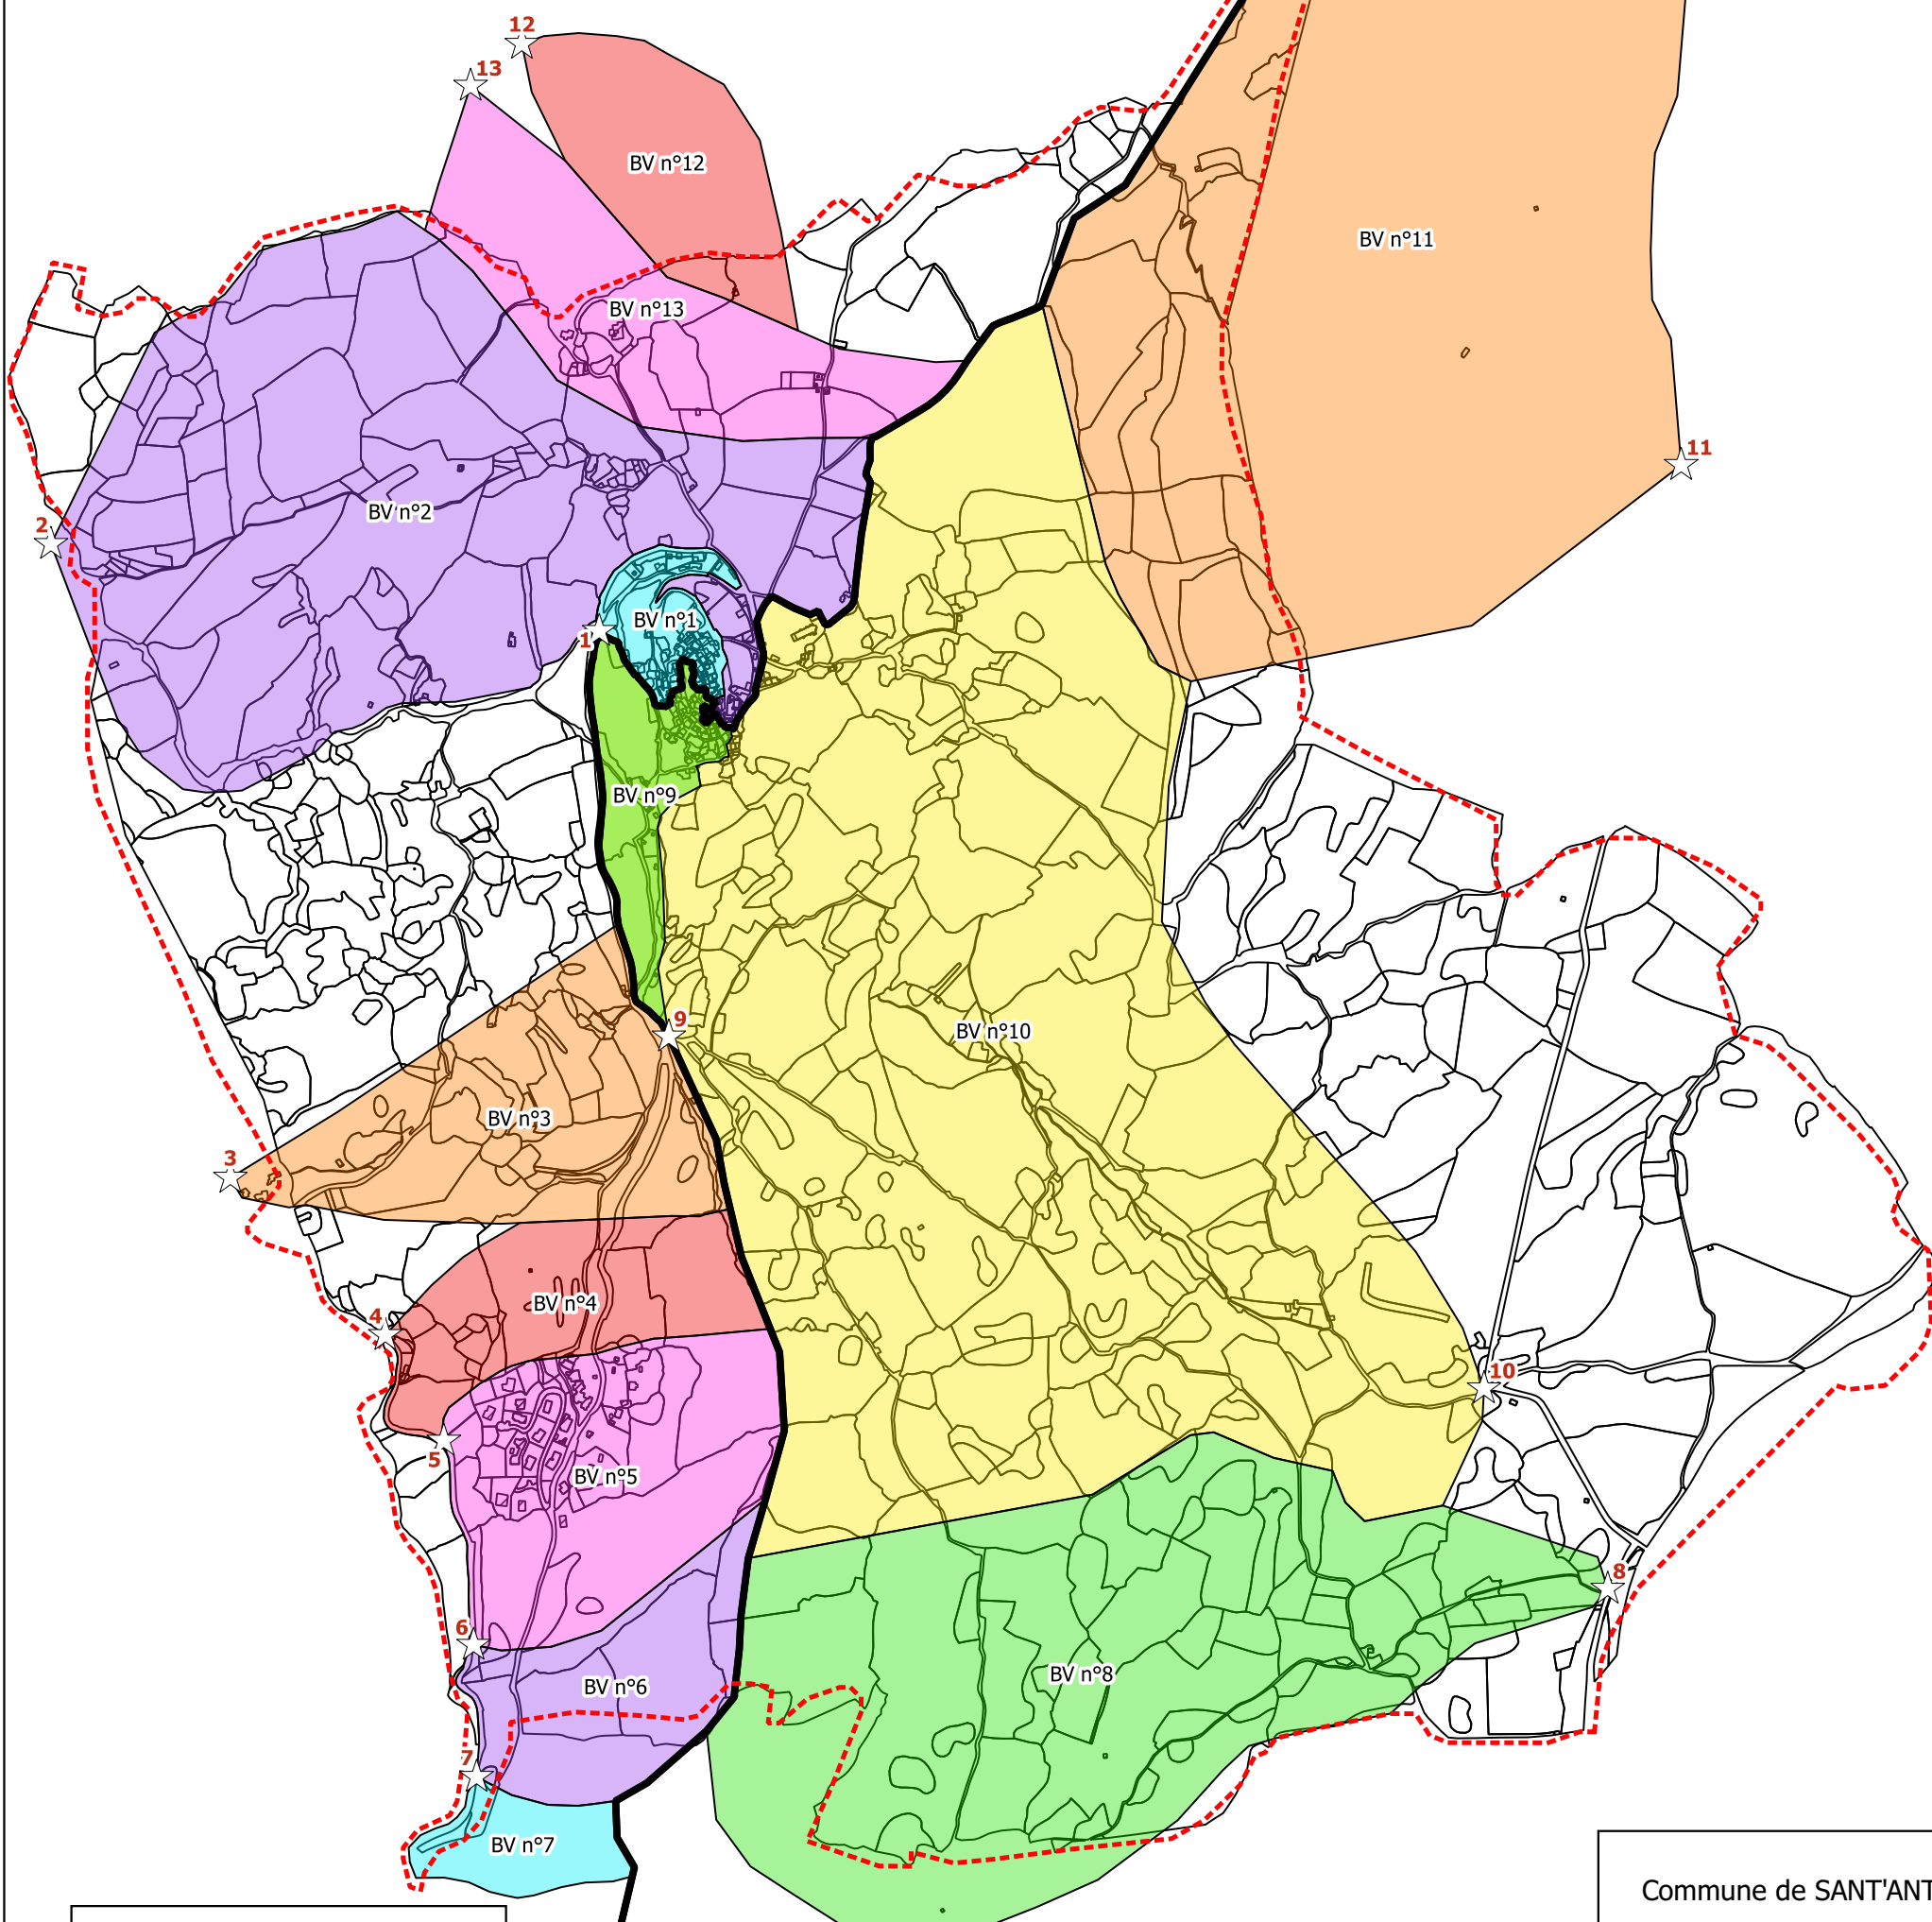 12
13
BV n°12
BV n°11
BV n°13
11
BV n°2
2
BV n°1
1
BV n°9
9
BV n°10
BV n°3
3
BV n°4
4
10
5
BV n°5
8
6
BV n°8
BV n°6
7
BV n°7
Commune de SANT'ANT